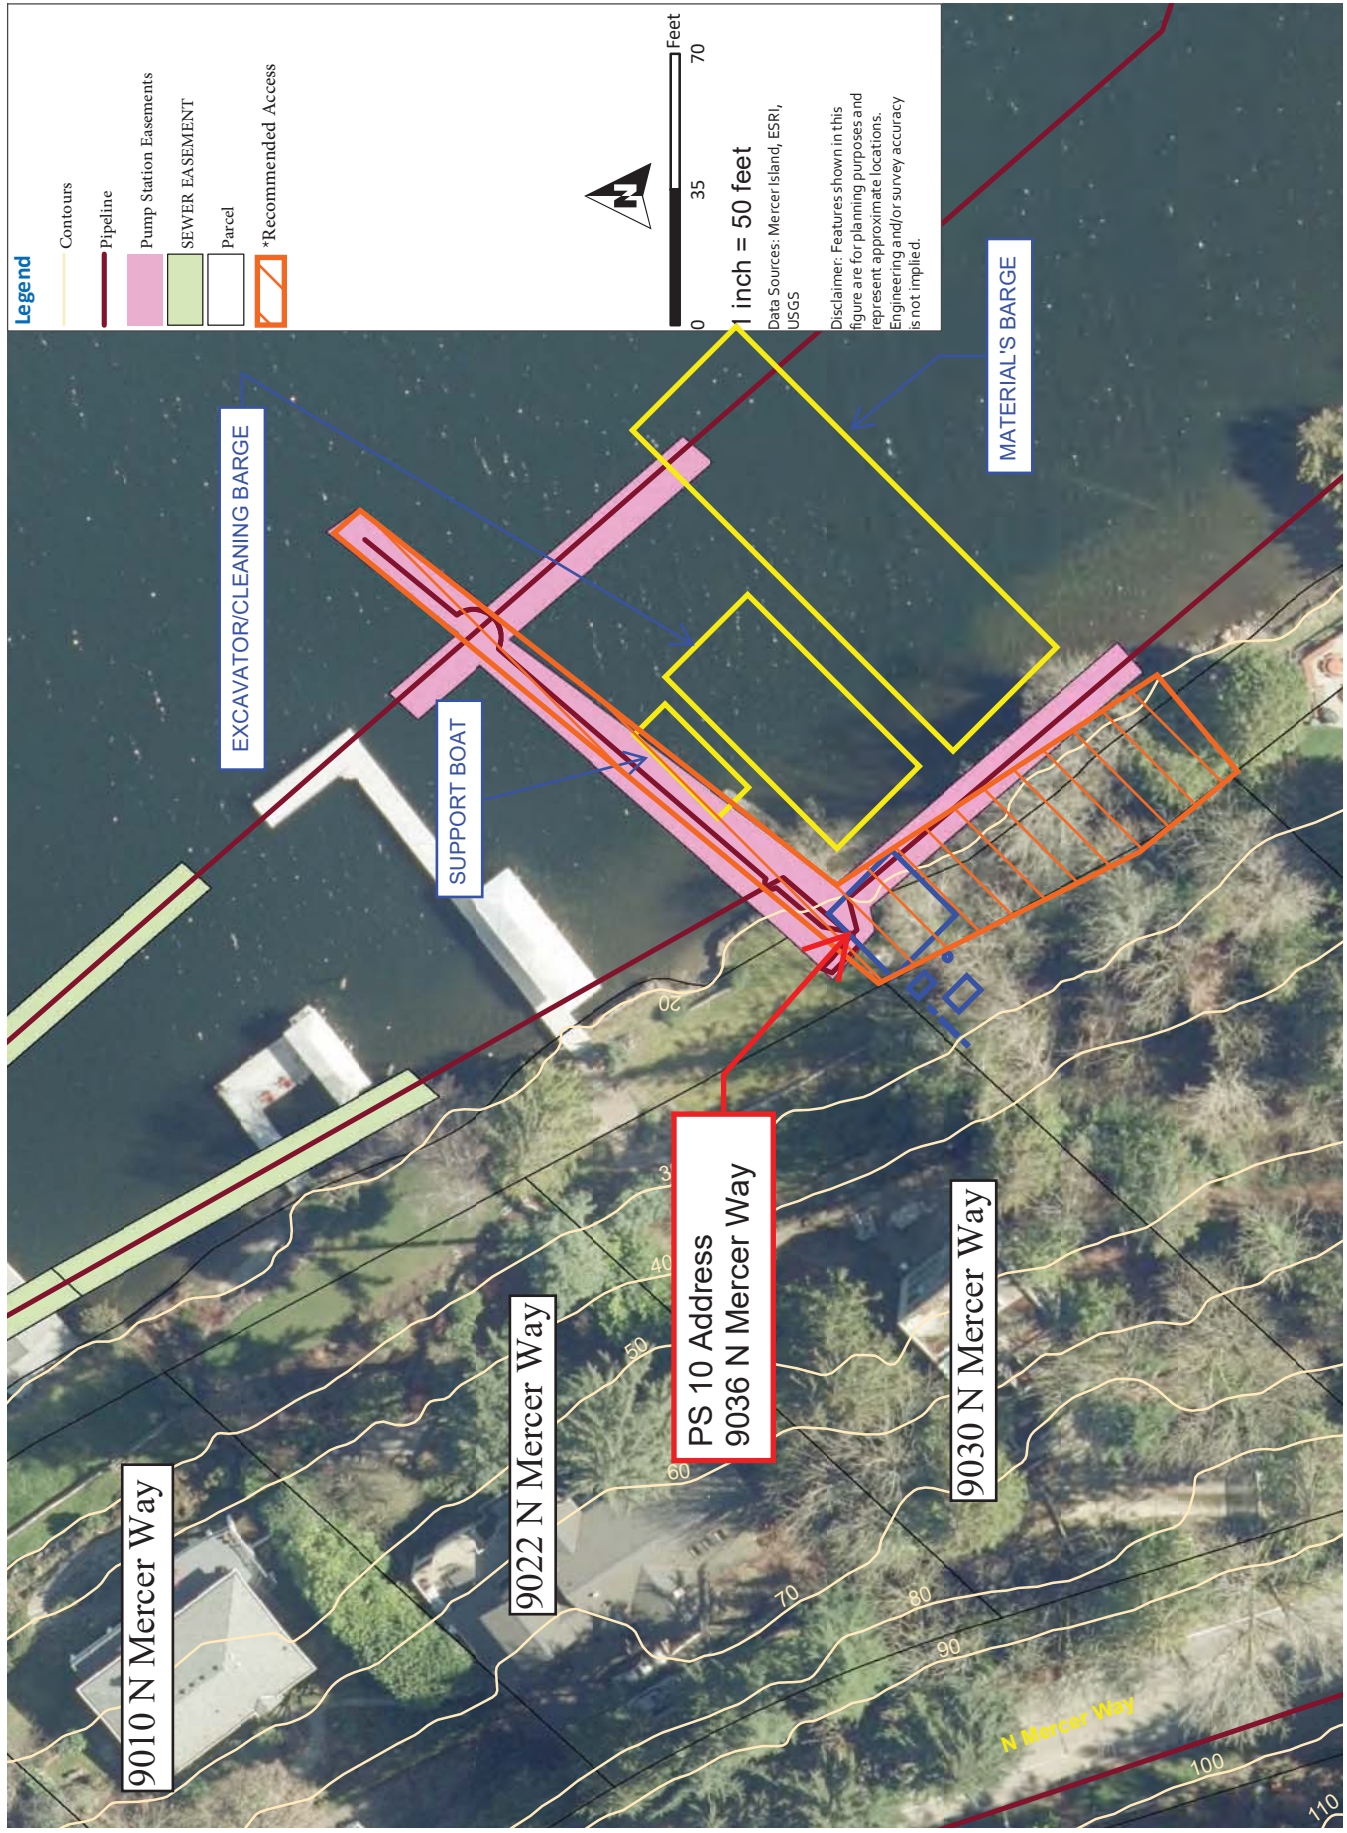 Legend
Contours
Pipeline
Pump Station Easements
SEWER EASEMENT
Parcel
*Recommended Access
N
0 35 70
Feet
1 inch = 50 feet
Data Sources: Mercer Island, ESRI,
USGS
Disclaimer: Features shown in this
figure are for planning purposes and
represent approximate locations.
Engineering and/or survey accuracy
is not implied.
EXCAVATOR/CLEANING BARGE
SUPPORT BOAT
MATERIAL'S BARGE
PS 10 Address
9036 N Mercer Way
9010 N Mercer Way
9022 N Mercer Way
9030 N Mercer Way
N Mercer Way
20
40
50
60
70
80
90
100
110